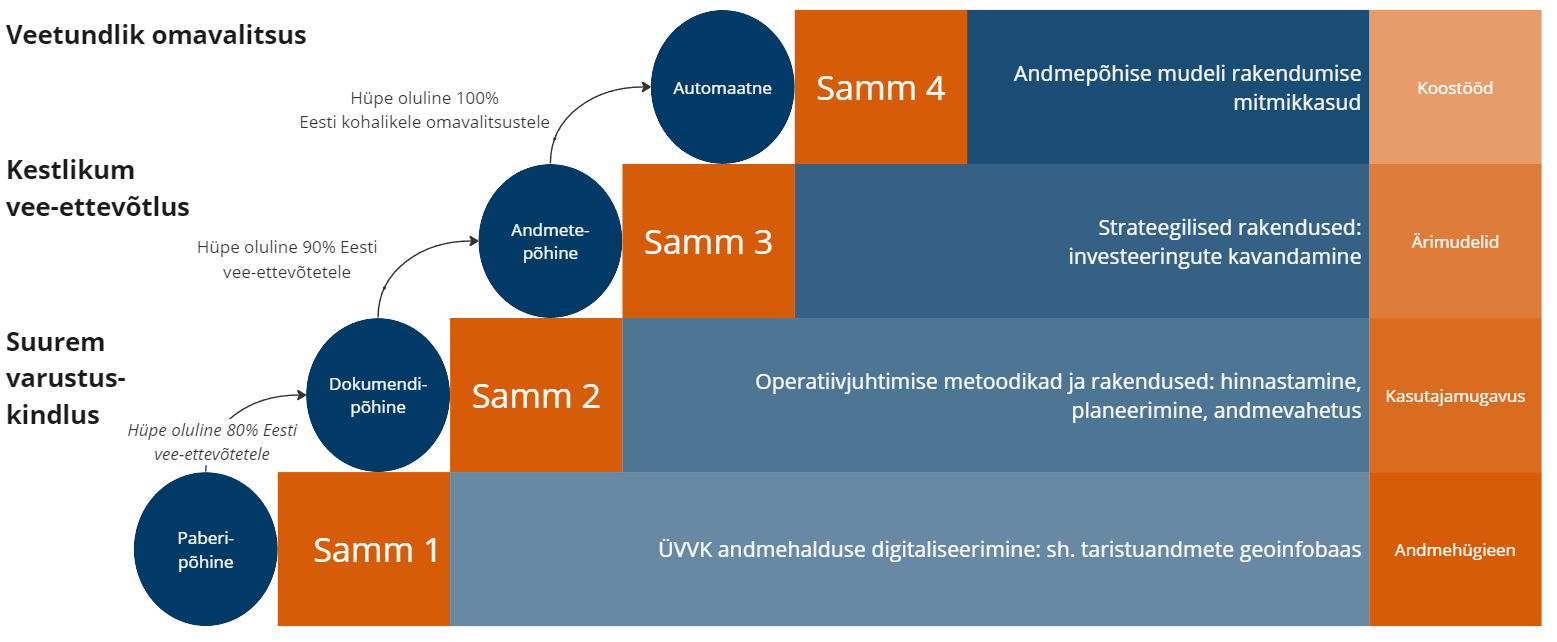 Veetundlik omavalitsus
Automaatne
Samm 4
Andmepõhise mudeli rakendumise
mitmikkasud
Koostööd
Hüpe oluline 100%
Eesti kohalikele omavalitsustele
Kestlikum
vee-ettevõtlus
Andmete-
põhine
Samm 3
Strateegilised rakendused:
investeeringute kavandamine
Ärimudelid
Hüpe oluline 90% Eesti
vee-ettevõtetele
Suurem
varustus-
kindlus
Dokumendi-
põhine
Samm 2
Operatiivjuhtimise metoodikad ja rakendused: hinnastamine,
planeerimine, andmevahetus
Kasutajamugavus
Hüpe oluline 80% Eesti
vee-ettevõtetele
Paberi-
põhine
Samm 1
ÜVVK andmehalduse digitaliseerimine: sh. taristuandmete geoinfobaas
Andmehügieen